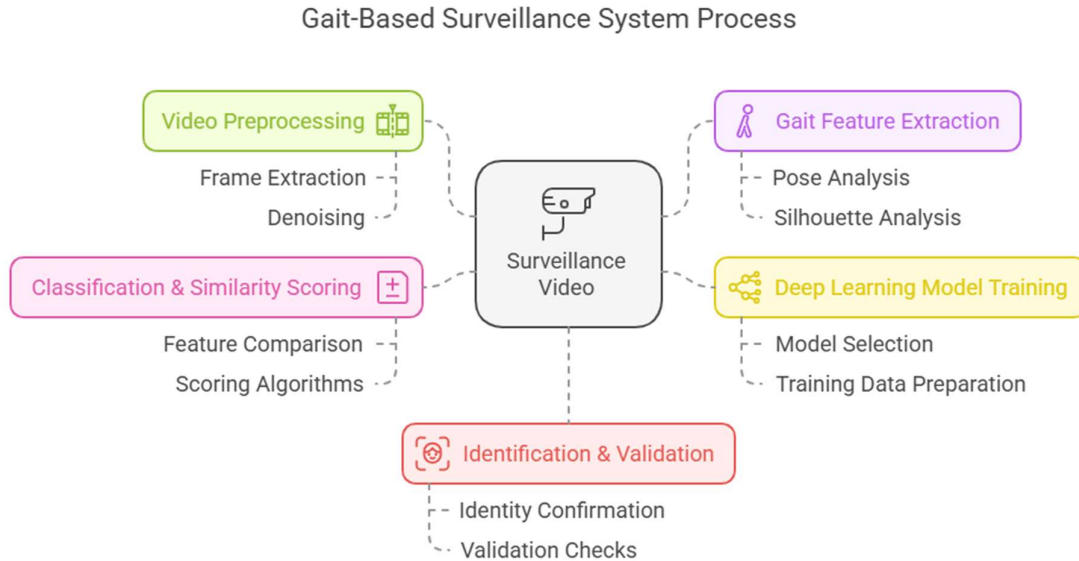 Gait-Based Surveillance System Process
Video Preprocessing
Frame Extraction
Denoising
Gait Feature Extraction
Pose Analysis
Silhouette Analysis
Surveillance
Video
Classification & Similarity Scoring
Feature Comparison
Scoring Algorithms
Deep Learning Model Training
Model Selection
Training Data Preparation
Identification & Validation
Identity Confirmation
Validation Checks